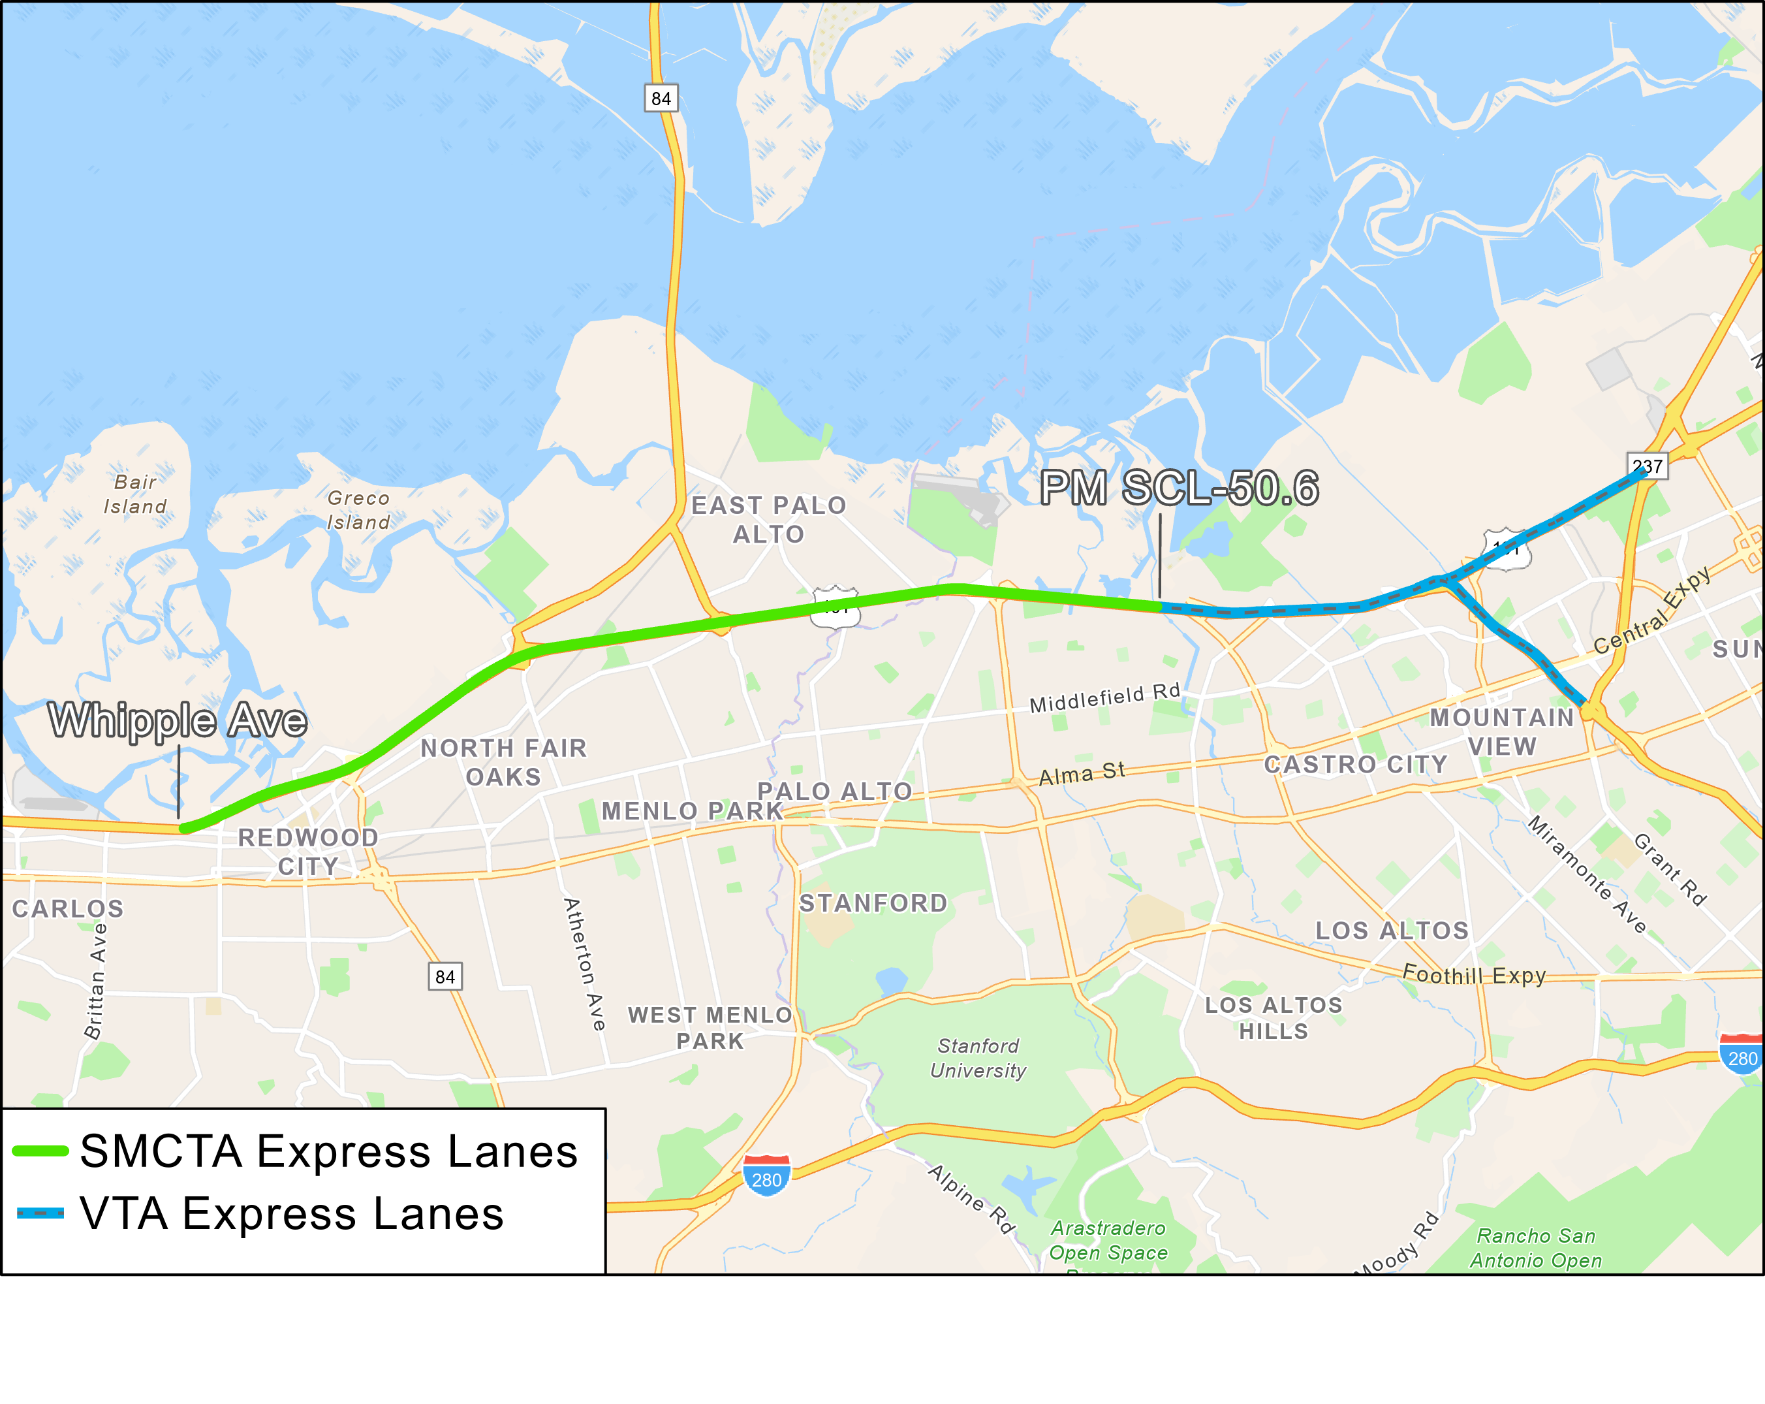 84
Bair
Island
Greco
Island
EAST PALO
ALTO
PM SCL-50.6
237
101
101
Central Expy
SUN
Whipple Ave
Middlefield Rd
NORTH FAIR
OAKS
MOUNTAIN
VIEW
CASTRO CITY
Alma St
PALO ALTO
MENLO PARK
REDWOOD
CITY
CARLOS
STANFORD
Miramonte Ave
Grant Rd
LOS ALTOS
Brittan Ave
Atherton Ave
84
Foothill Expy
WEST MENLO
PARK
LOS ALTOS
HILLS
Stanford
University
280
280
SMCTA Express Lanes
VTA Express Lanes
Alpine Rd
Arastradero
Open Space
Moody Rd
Rancho San
Antonio Open